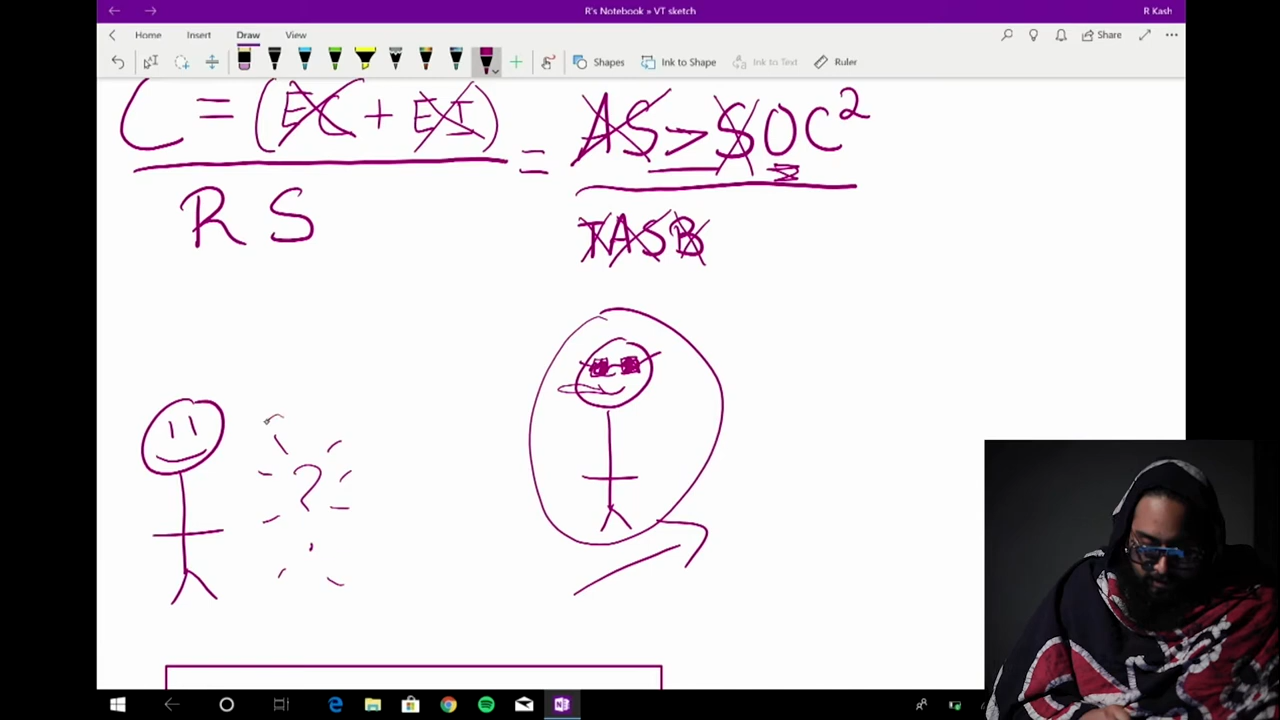 R's Notebook » VT sketch
R Kash
Home Insert Draw View
Share
Shapes Ink to Shape Ink to Text Ruler
C = (EC + EI) = AS > $OC²
RS TASB
?